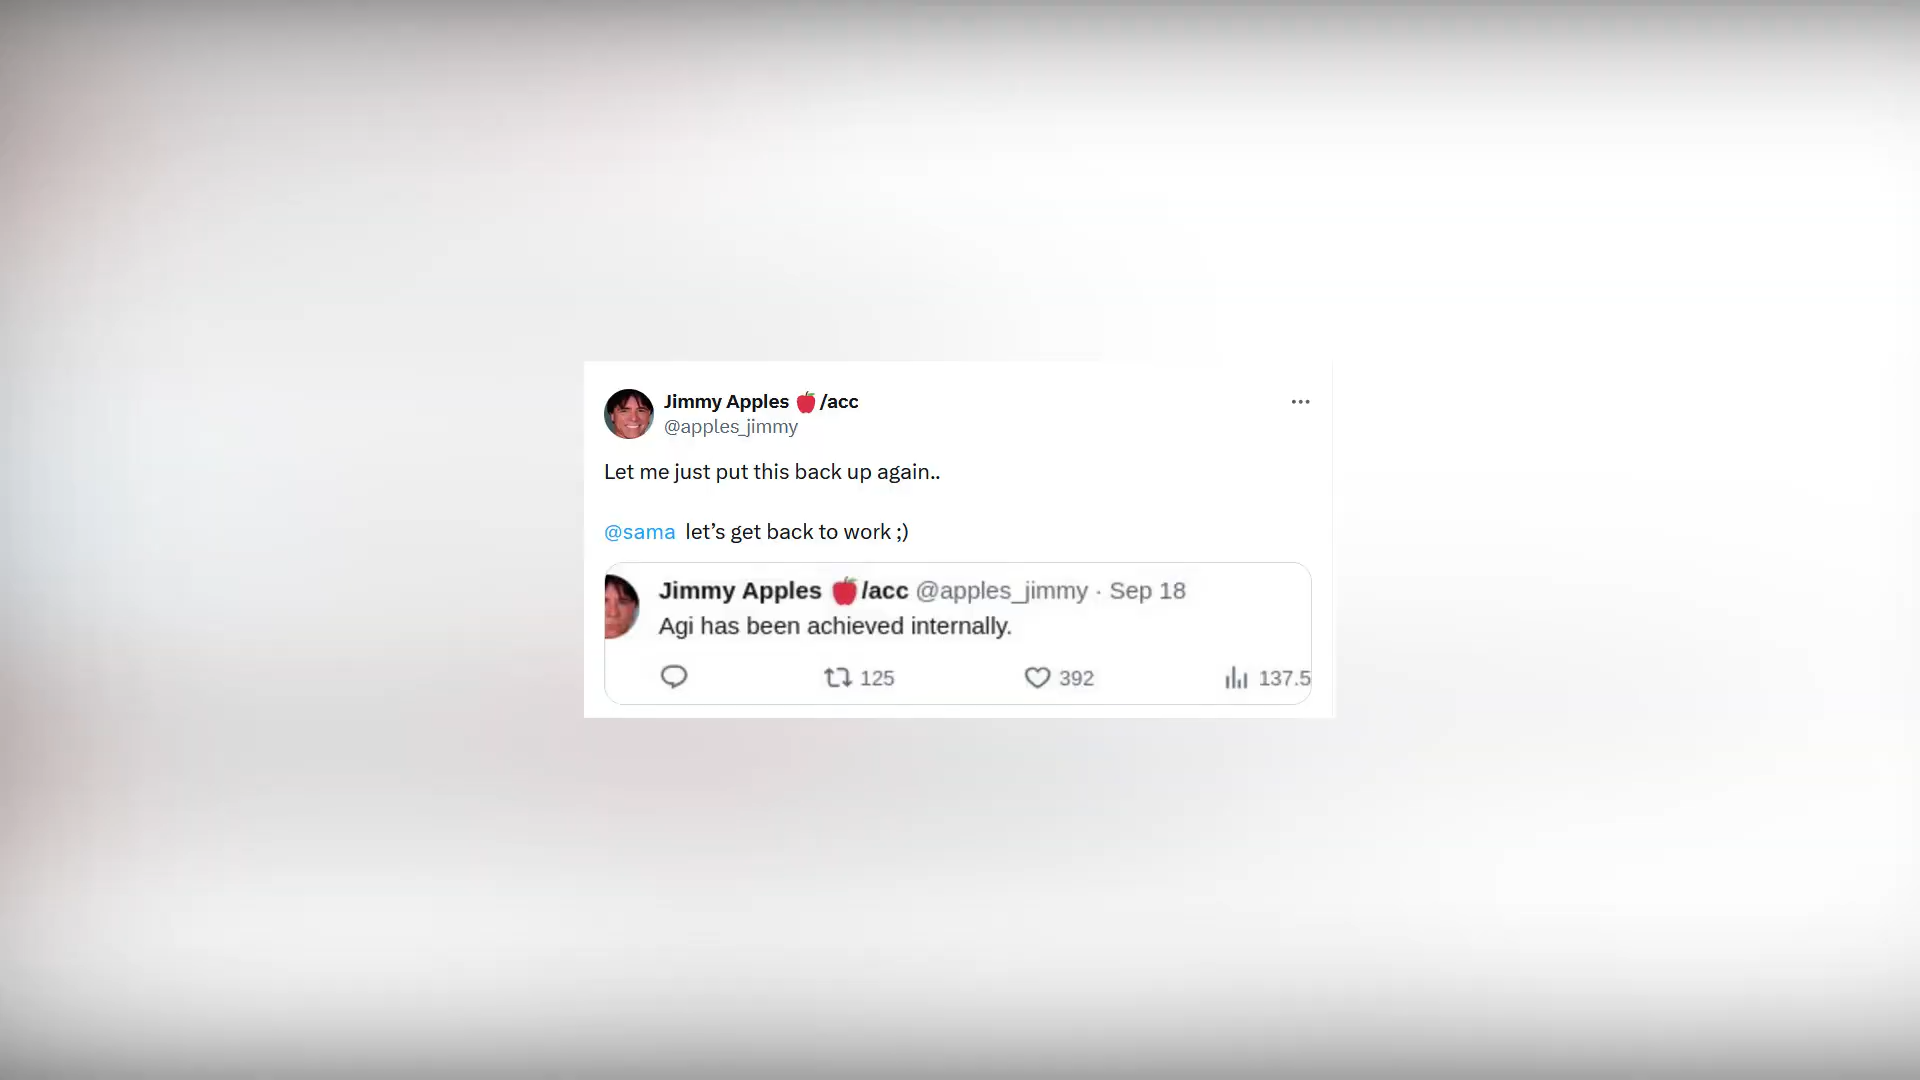 Jimmy Apples 🍎/acc
@apples_jimmy
Let me just put this back up again..
@sama let’s get back to work ;)
Jimmy Apples 🍎/acc @apples_jimmy · Sep 18
Agi has been achieved internally.
125 392 137.5